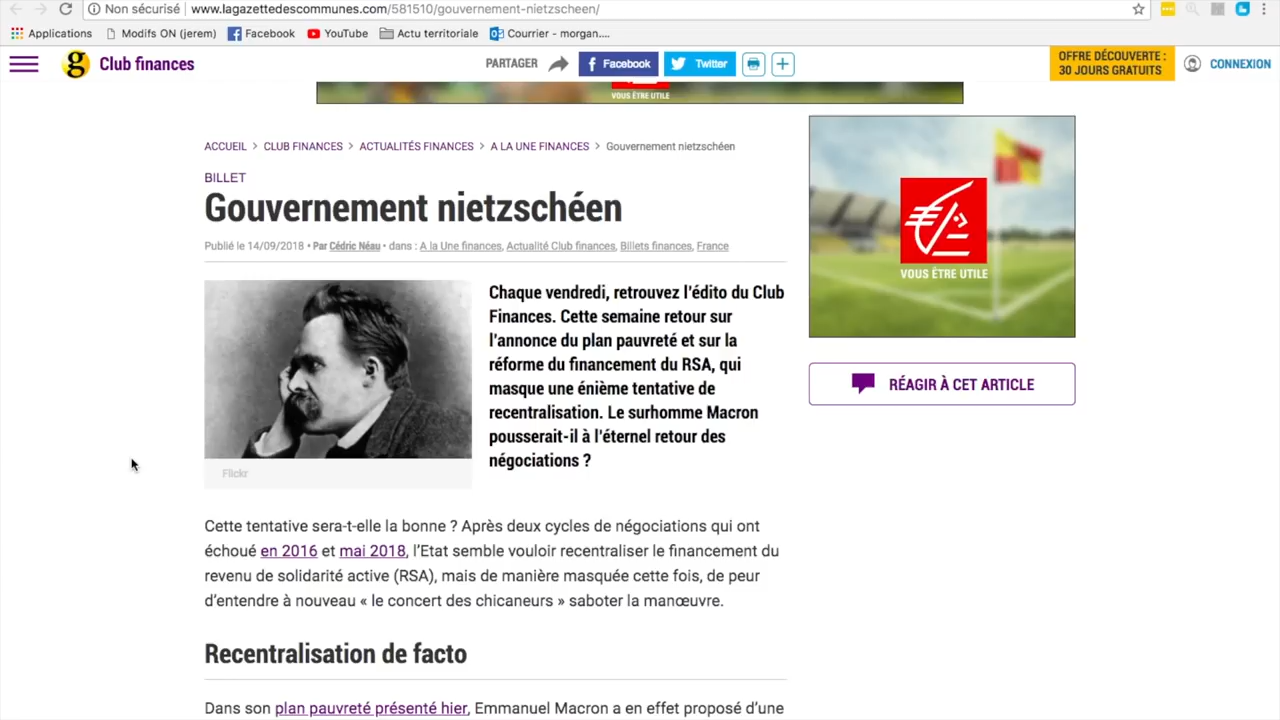 Non sécurisé | www.lagazettedescommunes.com/581510/gouvernement-nietzscheen/
Applications Modifs ON (jerem) Facebook YouTube Actu territoriale Courrier - morgan....
g Club finances PARTAGER Facebook Twitter OFFRE DÉCOUVERTE : CONNEXION
30 JOURS GRATUITS
VOUS ÊTRE UTILE
ACCUEIL > CLUB FINANCES > ACTUALITÉS FINANCES > A LA UNE FINANCES > Gouvernement nietzschéen
BILLET
Gouvernement nietzschéen
Publié le 14/09/2018 • Par Cédric Néau • dans : A la Une finances, Actualité Club finances, Billets finances, France
Chaque vendredi, retrouvez l'édito du Club
Finances. Cette semaine retour sur
l'annonce du plan pauvreté et sur la
réforme du financement du RSA, qui
masque une énième tentative de
recentralisation. Le surhomme Macron
pousserait-il à l'éternel retour des
négociations ?
Flickr
VOUS ÊTRE UTILE
RÉAGIR À CET ARTICLE
Cette tentative sera-t-elle la bonne ? Après deux cycles de négociations qui ont
échoué en 2016 et mai 2018, l'Etat semble vouloir recentraliser le financement du
revenu de solidarité active (RSA), mais de manière masquée cette fois, de peur
d'entendre à nouveau « le concert des chicaneurs » saboter la manœuvre.
Recentralisation de facto
Dans son plan pauvreté présenté hier, Emmanuel Macron a en effet proposé d'une